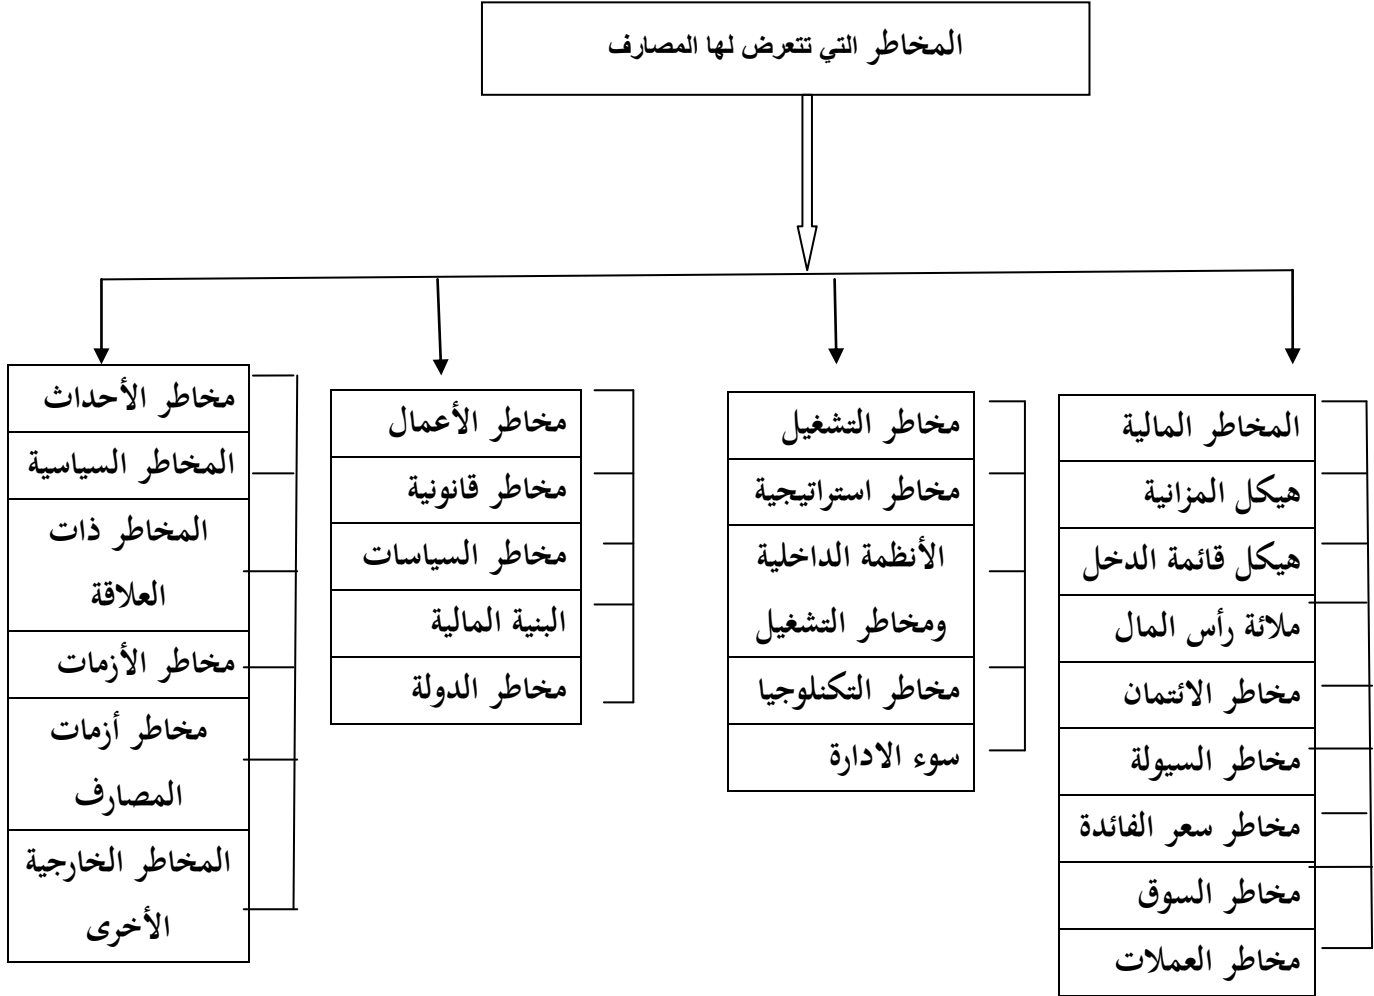 المخاطر التي تتعرض لها المصارف
المخاطر المالية
هيكل المزانية
هيكل قائمة الدخل
ملائة رأس المال
مخاطر الائتمان
مخاطر السيولة
مخاطر سعر الفائدة
مخاطر السوق
مخاطر العملات
مخاطر التشغيل
مخاطر استراتيجية
الأنظمة الداخلية
ومخاطر التشغيل
مخاطر التكنلوجيا
سوء الادارة
مخاطر الأعمال
مخاطر قانونية
مخاطر السياسات
البنية المالية
مخاطر الدولة
مخاطر الأحداث
المخاطر السياسية
المخاطر ذات
العلاقة
مخاطر الأزمات
مخاطر أزمات
المصارف
المخاطر الخارجية
الأخرى